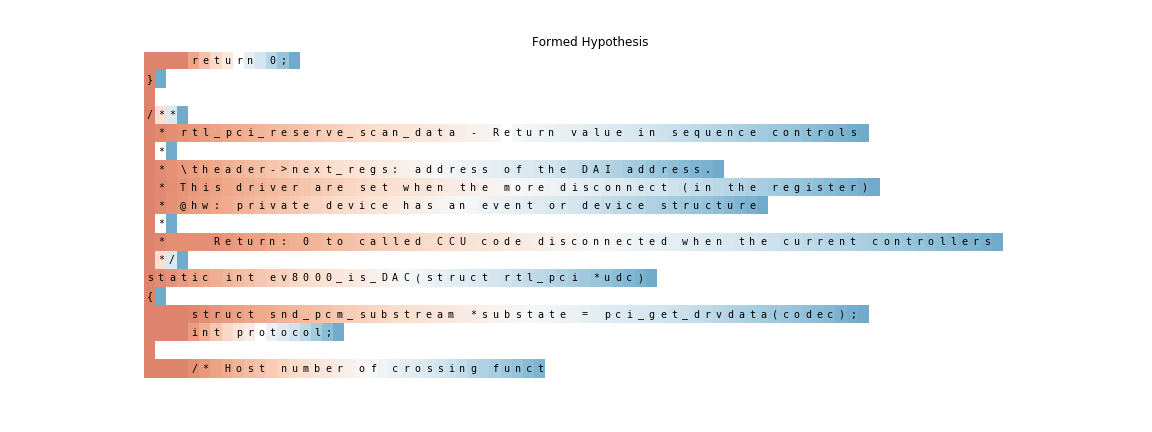 Formed Hypothesis
return 0;
}
/**
* rtl_pci_reserve_scan_data - Return value in sequence controls
*
* \theader->next_regs: address of the DAI address.
* This driver are set when the more disconnect (in the register)
* @hw: private device has an event or device structure
*
*     Return: 0 to called CCU code disconnected when the current controllers
*/
static int ev8000_is_DAC(struct rtl_pci *udc)
{
struct snd_pcm_substream *substate = pci_get_drvdata(codec);
int protocol;
/* Host number of crossing funct